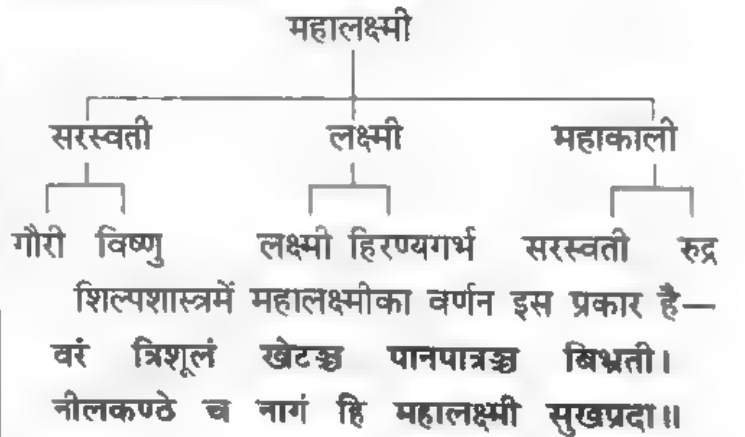 महालक्ष्मी
सरस्वती लक्ष्मी महाकाली
गौरी विष्णु लक्ष्मी हिरण्यगर्भ सरस्वती रुद्र
शिल्पशास्त्रमें महालक्ष्मीका वर्णन इस प्रकार है—
वरं त्रिशूलं खेटञ्च पानपात्रञ्च बिभ्रती।
नीलकण्ठे च नागं हि महालक्ष्मी सुखप्रदा॥